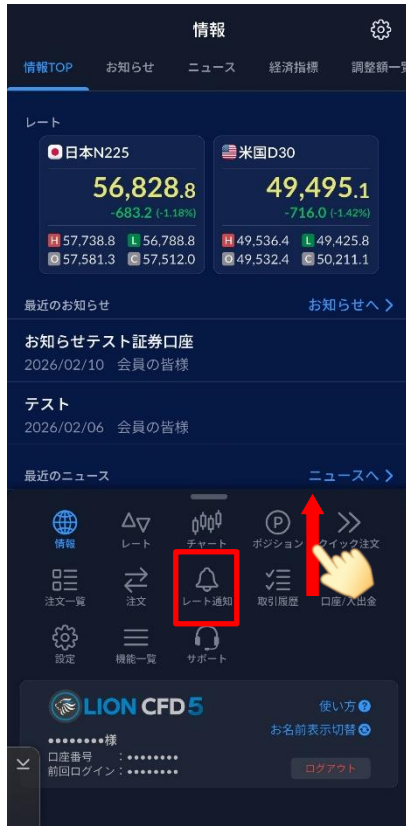 情報
情報TOP お知らせ ニュース 経済指標 調整額一
レート
日本N225
56,828.8
-683.2 (-1.18%)
H 57,738.8 L 56,788.8
O 57,581.3 C 57,512.0
米国D30
49,495.1
-716.0 (-1.42%)
H 49,536.4 L 49,425.8
O 49,532.4 C 50,211.1
最近のお知らせ お知らせへ >
お知らせテスト証券口座
2026/02/10 会員の皆様
テスト
2026/02/06 会員の皆様
最近のニュース ニュースへ >
情報 レート チャート ポジション クイック注文
注文一覧 注文 レート通知 取引履歴 口座/入出金
設定 機能一覧 サポート
LION CFD 5
使い方 ?
お名前表示切替
••••••••様
口座番号 : ••••••••
前回ログイン : ••••••••
ログアウト